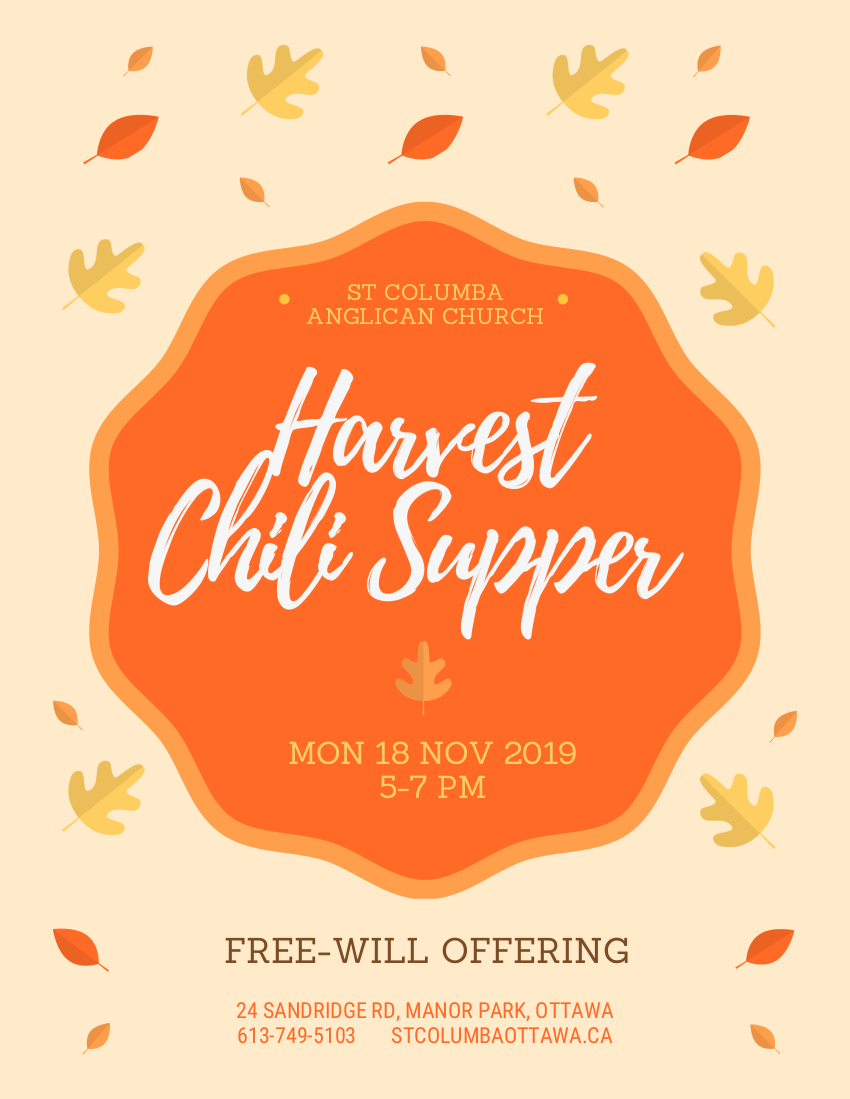 ST COLUMBA
ANGLICAN CHURCH
Harvest
Chili Supper
MON 18 NOV 2019
5-7 PM
FREE-WILL OFFERING
24 SANDRIDGE RD, MANOR PARK, OTTAWA
613-749-5103 STCOLUMBAOTTAWA.CA